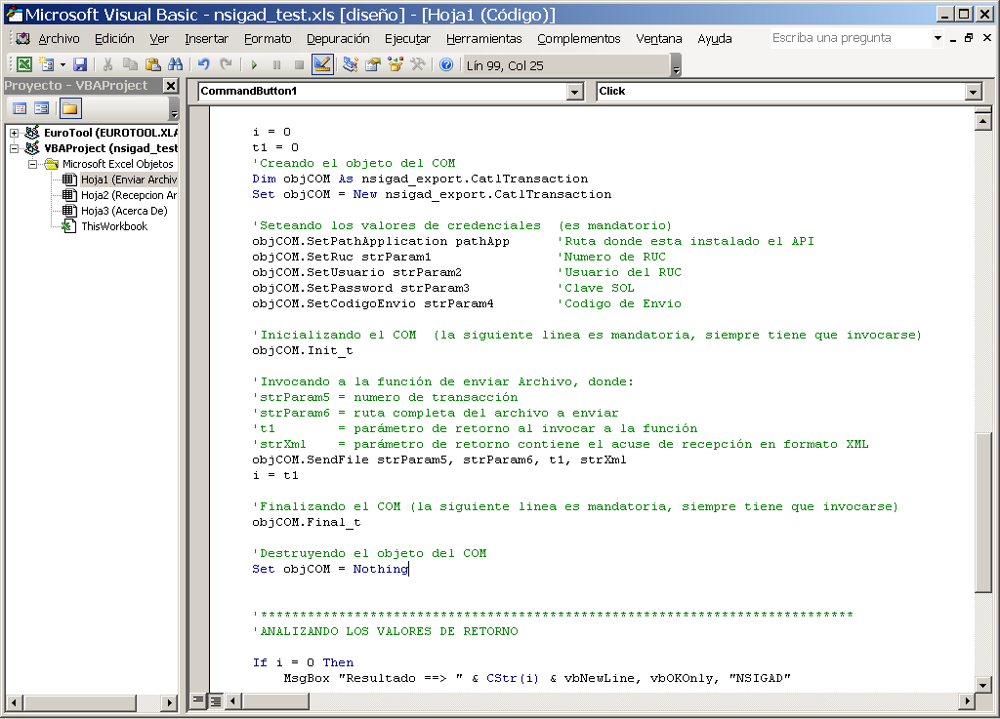 Microsoft Visual Basic - nsigad_test.xls [diseño] - [Hoja1 (Código)]
Archivo Edición Ver Insertar Formato Depuración Ejecutar Herramientas Complementos Ventana Ayuda Escriba una pregunta
Lín 99, Col 25
Proyecto - VBAProject
CommandButton1 Click
EuroTool (EUROTOOL.XLA
VBAProject (nsigad_test
Microsoft Excel Objetos
Hoja1 (Enviar Archiv
Hoja2 (Recepcion Ar
Hoja3 (Acerca De)
ThisWorkbook
i = 0
t1 = 0
'Creando el objeto del COM
Dim objCOM As nsigad_export.CatlTransaction
Set objCOM = New nsigad_export.CatlTransaction
'Seteando los valores de credenciales  (es mandatorio)
objCOM.SetPathApplication pathApp      'Ruta donde esta instalado el API
objCOM.SetRuc strParam1                'Numero de RUC
objCOM.SetUsuario strParam2            'Usuario del RUC
objCOM.SetPassword strParam3           'Clave SOL
objCOM.SetCodigoEnvio strParam4        'Codigo de Envio
'Inicializando el COM  (la siguiente linea es mandatoria, siempre tiene que invocarse)
objCOM.Init_t
'Invocando a la función de enviar Archivo, donde:
'strParam5 = numero de transacción
'strParam6 = ruta completa del archivo a enviar
't1        = parámetro de retorno al invocar a la función
'strXml    = parámetro de retorno contiene el acuse de recepción en formato XML
objCOM.SendFile strParam5, strParam6, t1, strXml
i = t1
'Finalizando el COM (la siguiente linea es mandatoria, siempre tiene que invocarse)
objCOM.Final_t
'Destruyendo el objeto del COM
Set objCOM = Nothing
'****************************************************************************
'ANALIZANDO LOS VALORES DE RETORNO
If i = 0 Then
MsgBox "Resultado ==> " & CStr(i) & vbNewLine, vbOKOnly, "NSIGAD"